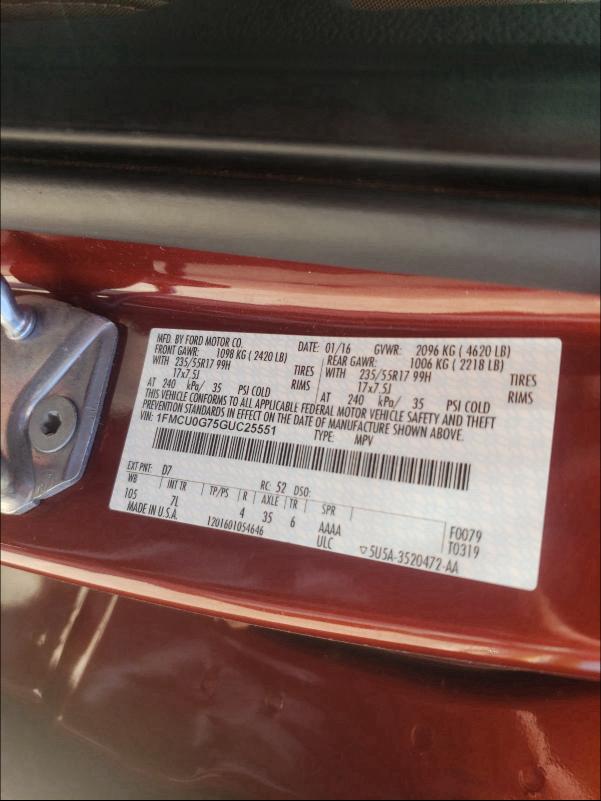 MFD. BY FORD MOTOR CO.
DATE: 01/16 GVWR: 2096 KG ( 4620 LB)
FRONT GAWR: 1098 KG ( 2420 LB)
REAR GAWR: 1006 KG ( 2218 LB)
WITH 235/55R17 99H TIRES
WITH 235/55R17 99H TIRES
17x7.5J RIMS
17x7.5J RIMS
AT 240 kPa/ 35 PSI COLD
AT 240 kPa/ 35 PSI COLD
THIS VEHICLE CONFORMS TO ALL APPLICABLE FEDERAL MOTOR VEHICLE SAFETY AND THEFT
PREVENTION STANDARDS IN EFFECT ON THE DATE OF MANUFACTURE SHOWN ABOVE.
VIN: 1FMCU0G75GUC25551
TYPE: MPV
EXT PNT: D7 RC: 52 DSO:
WB INT TR TP/PS R AXLE TR SPR
105 7L 4 35 6 AAAA F0079
MADE IN U.S.A. 1201601054646 ULC T0319
▽5U5A-3520472-AA